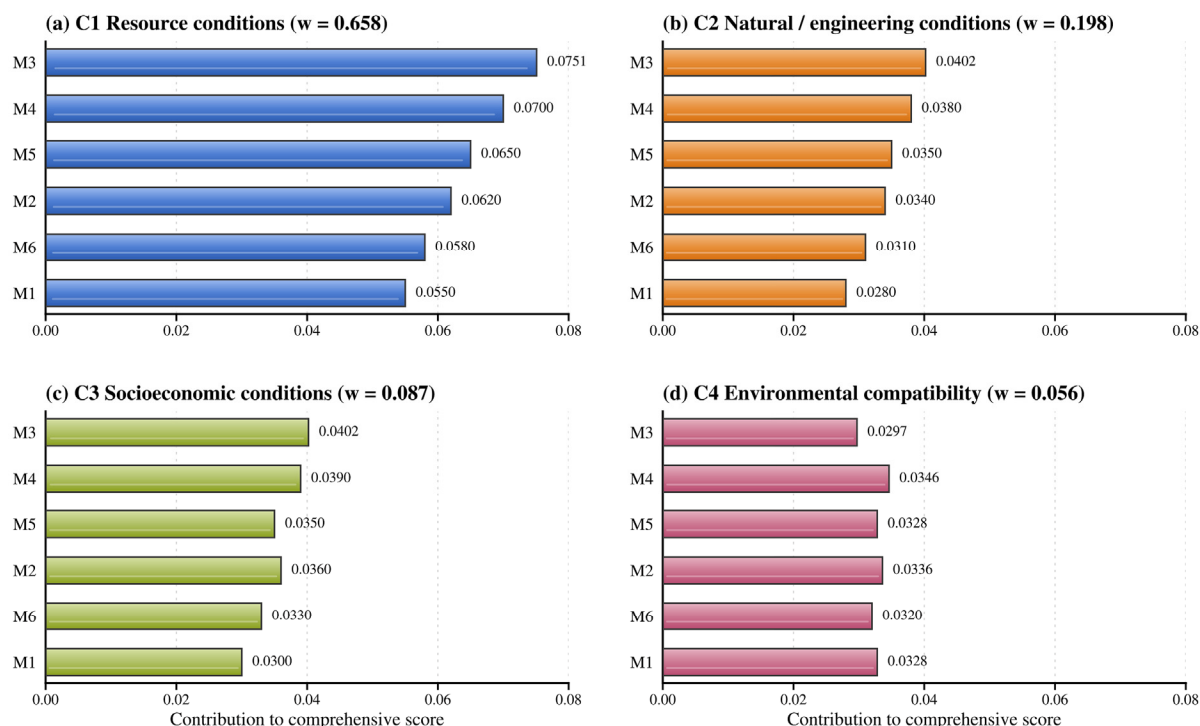 (a) C1 Resource conditions (w = 0.658)
M3 0.0751
M4 0.0700
M5 0.0650
M2 0.0620
M6 0.0580
M1 0.0550
0.00 0.02 0.04 0.06 0.08
(b) C2 Natural / engineering conditions (w = 0.198)
M3 0.0402
M4 0.0380
M5 0.0350
M2 0.0340
M6 0.0310
M1 0.0280
0.00 0.02 0.04 0.06 0.08
(c) C3 Socioeconomic conditions (w = 0.087)
M3 0.0402
M4 0.0390
M5 0.0350
M2 0.0360
M6 0.0330
M1 0.0300
0.00 0.02 0.04 0.06 0.08
Contribution to comprehensive score
(d) C4 Environmental compatibility (w = 0.056)
M3 0.0297
M4 0.0346
M5 0.0328
M2 0.0336
M6 0.0320
M1 0.0328
0.00 0.02 0.04 0.06 0.08
Contribution to comprehensive score